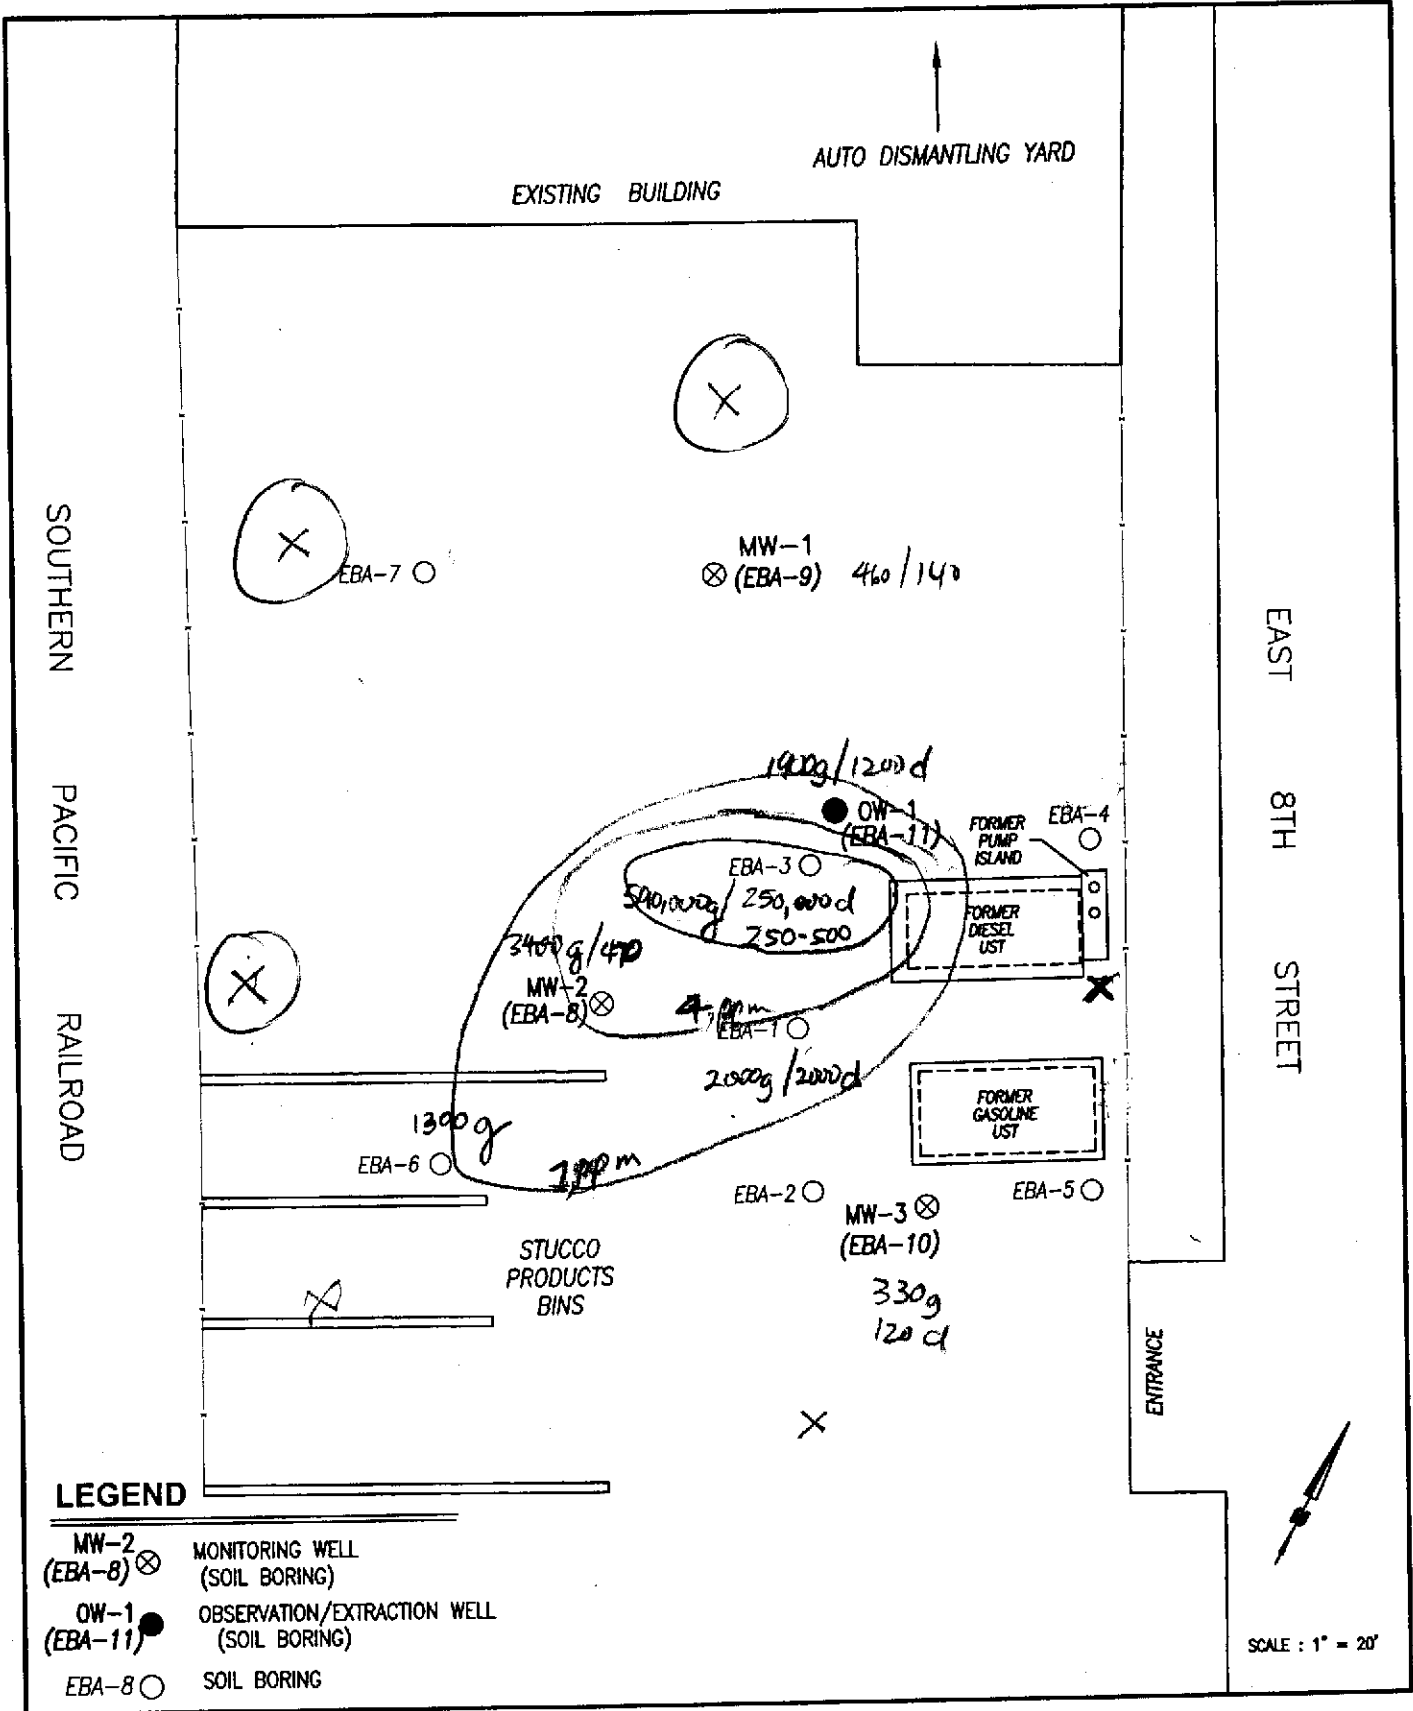 AUTO DISMANTLING YARD
EXISTING BUILDING
SOUTHERN PACIFIC RAILROAD
EAST 8TH STREET
EBA-7
MW-1
(EBA-9)
460/140
1900g/1200d
OW-1
(EBA-11)
FORMER
PUMP
ISLAND
EBA-4
EBA-3
250,000d
250-500
FORMER
DIESEL
UST
3400g/470
MW-2
(EBA-8)
EBA-1
2000g/2000d
FORMER
GASOLINE
UST
1300g
EBA-6
EBA-2
EBA-5
MW-3
(EBA-10)
330g
120d
STUCCO
PRODUCTS
BINS
ENTRANCE
LEGEND
MW-2
(EBA-8)
MONITORING WELL
(SOIL BORING)
OW-1
(EBA-11)
OBSERVATION/EXTRACTION WELL
(SOIL BORING)
EBA-8
SOIL BORING
SCALE : 1" = 20'